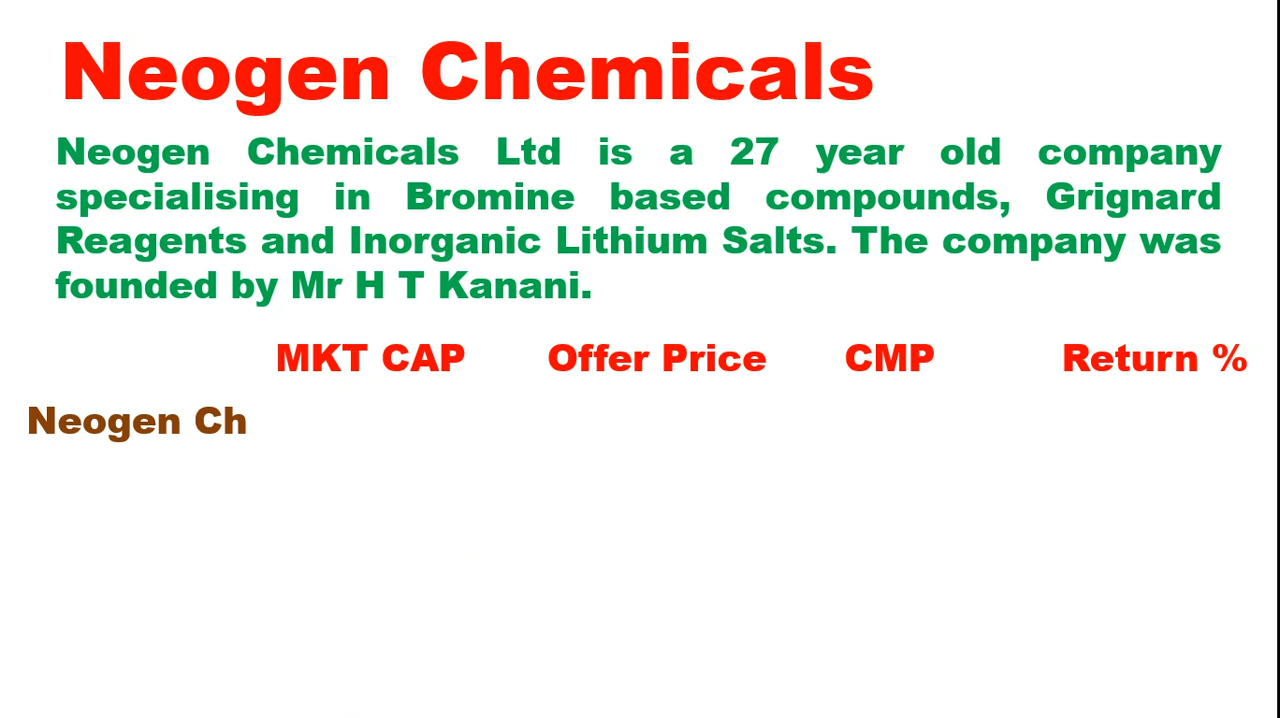 Neogen Chemicals
Neogen Chemicals Ltd is a 27 year old company
specialising in Bromine based compounds, Grignard
Reagents and Inorganic Lithium Salts. The company was
founded by Mr H T Kanani.
MKT CAP Offer Price CMP Return %
Neogen Ch